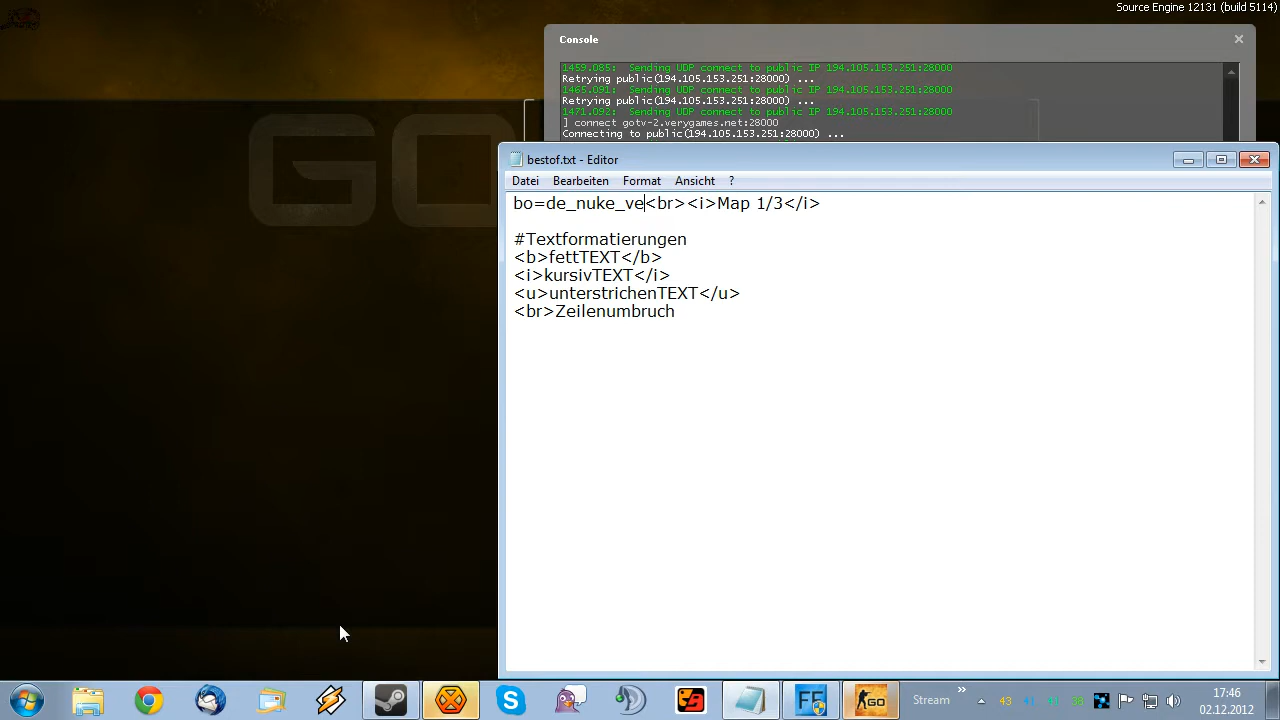 Source Engine 12131 (build 5114)
Console
1459.085: Sending UDP connect to public IP 194.105.153.251:28000
Retrying public(194.105.153.251:28000) ...
1465.091: Sending UDP connect to public IP 194.105.153.251:28000
Retrying public(194.105.153.251:28000) ...
1471.092: Sending UDP connect to public IP 194.105.153.251:28000
] connect gotv-2.verygames.net:28000
Connecting to public(194.105.153.251:28000) ...
GO
bestof.txt - Editor
Datei Bearbeiten Format Ansicht ?
bo=de_nuke_ve<br><i>Map 1/3</i>
#Textformatierungen
<b>fettTEXT</b>
<i>kursivTEXT</i>
<u>unterstrichenTEXT</u>
<br>Zeilenumbruch
FF
GO
Stream
»
43
41
17:46
02.12.2012